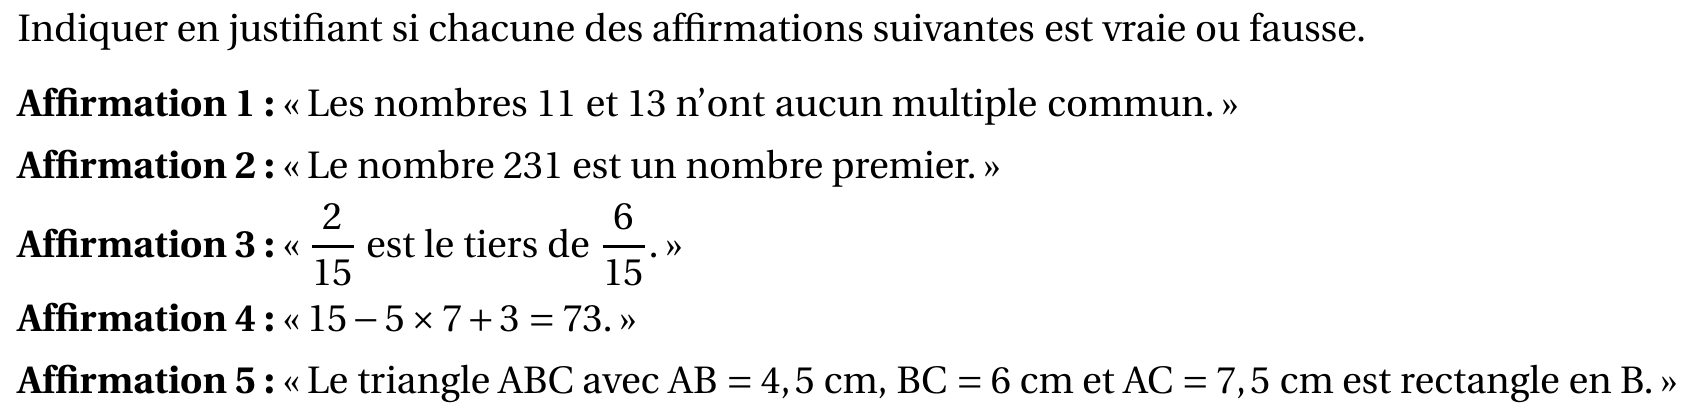 Indiquer en justifiant si chacune des affirmations suivantes est vraie ou fausse.
Affirmation 1 : « Les nombres 11 et 13 n’ont aucun multiple commun. »
Affirmation 2 : « Le nombre 231 est un nombre premier. »
Affirmation 3 : « 2/15 est le tiers de 6/15. »
Affirmation 4 : « 15 − 5 × 7 + 3 = 73. »
Affirmation 5 : « Le triangle ABC avec AB = 4,5 cm, BC = 6 cm et AC = 7,5 cm est rectangle en B. »